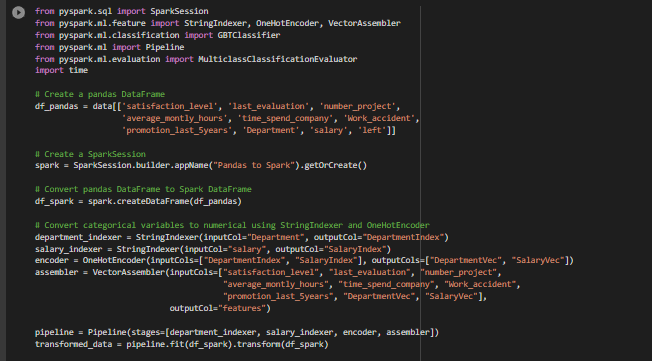 from pyspark.sql import SparkSession
from pyspark.ml.feature import StringIndexer, OneHotEncoder, VectorAssembler
from pyspark.ml.classification import GBTClassifier
from pyspark.ml import Pipeline
from pyspark.ml.evaluation import MulticlassClassificationEvaluator
import time

# Create a pandas DataFrame
df_pandas = data[['satisfaction_level', 'last_evaluation', 'number_project',
                  'average_montly_hours', 'time_spend_company', 'Work_accident',
                  'promotion_last_5years', 'Department', 'salary', 'left']]

# Create a SparkSession
spark = SparkSession.builder.appName("Pandas to Spark").getOrCreate()

# Convert pandas DataFrame to Spark DataFrame
df_spark = spark.createDataFrame(df_pandas)

# Convert categorical variables to numerical using StringIndexer and OneHotEncoder
department_indexer = StringIndexer(inputCol="Department", outputCol="DepartmentIndex")
salary_indexer = StringIndexer(inputCol="salary", outputCol="SalaryIndex")
encoder = OneHotEncoder(inputCols=["DepartmentIndex", "SalaryIndex"], outputCols=["DepartmentVec", "SalaryVec"])
assembler = VectorAssembler(inputCols=["satisfaction_level", "last_evaluation", "number_project",
                                       "average_montly_hours", "time_spend_company", "Work_accident",
                                       "promotion_last_5years", "DepartmentVec", "SalaryVec"],
                            outputCol="features")

pipeline = Pipeline(stages=[department_indexer, salary_indexer, encoder, assembler])
transformed_data = pipeline.fit(df_spark).transform(df_spark)